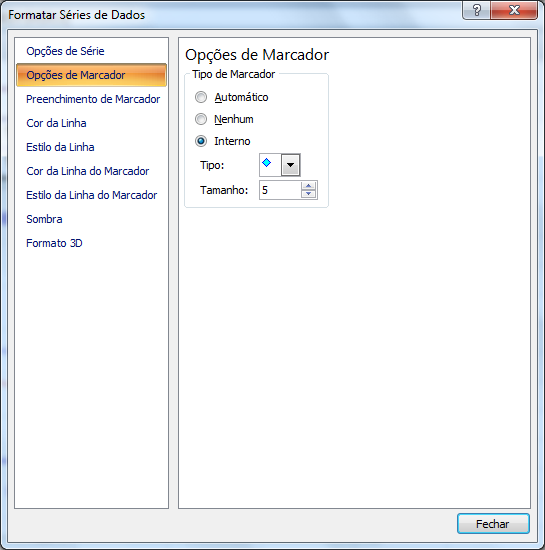 Formatar Séries de Dados
Opções de Série
Opções de Marcador
Preenchimento de Marcador
Cor da Linha
Estilo da Linha
Cor da Linha do Marcador
Estilo da Linha do Marcador
Sombra
Formato 3D
Opções de Marcador
Tipo de Marcador
Automático
Nenhum
Interno
Tipo:
Tamanho: 5
Fechar